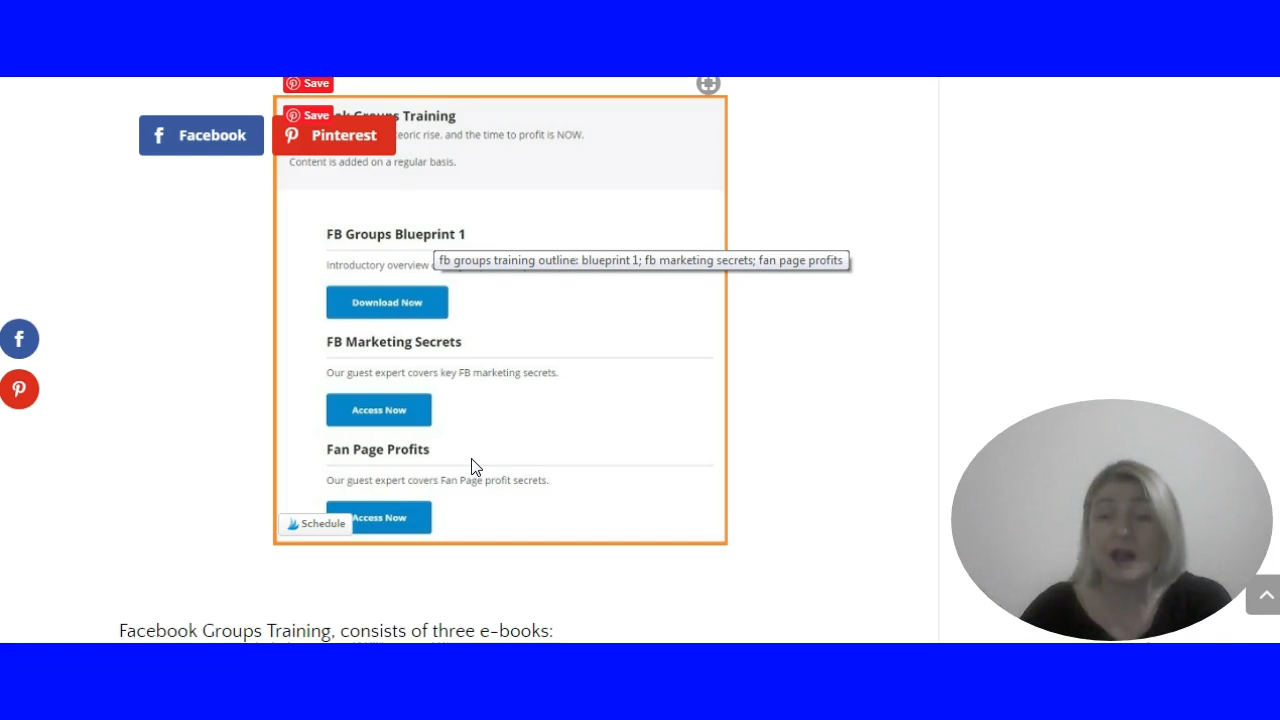 Save
Save
ok Groups Training
Facebook
Pinterest
eoric rise, and the time to profit is NOW.
Content is added on a regular basis.
FB Groups Blueprint 1
Introductory overview
fb groups training outline: blueprint 1; fb marketing secrets; fan page profits
Download Now
FB Marketing Secrets
Our guest expert covers key FB marketing secrets.
Access Now
Fan Page Profits
Our guest expert covers Fan Page profit secrets.
Schedule
Access Now
Facebook Groups Training, consists of three e-books: